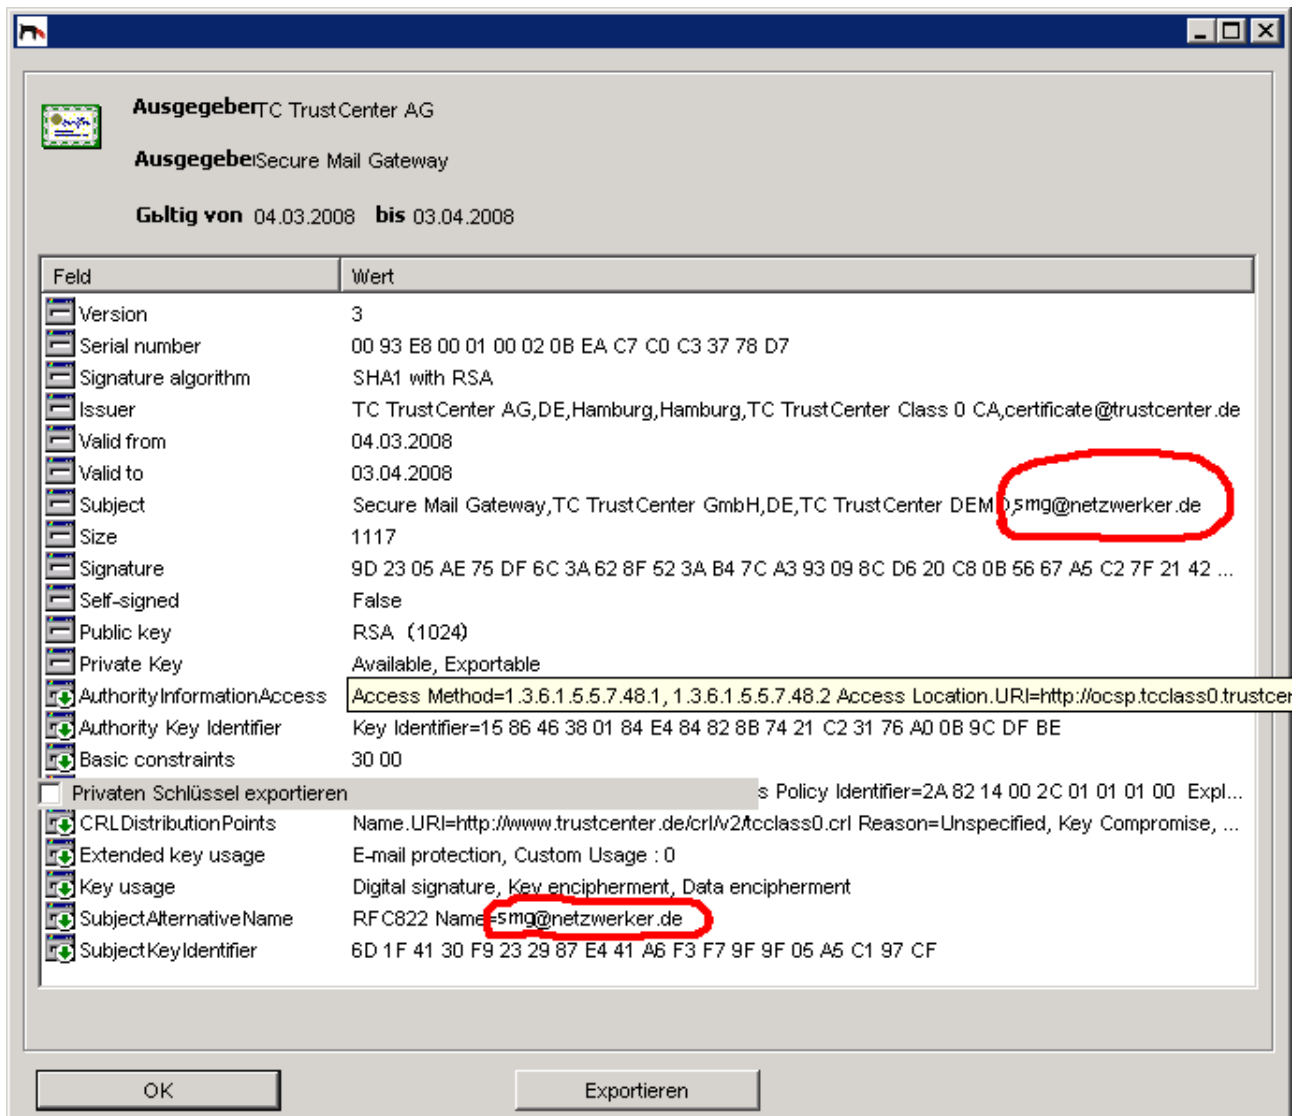 Ausgegeber TC TrustCenter AG
Ausgegebe Secure Mail Gateway
Gьltig von 04.03.2008 bis 03.04.2008
Feld Wert
Version 3
Serial number 00 93 E8 00 01 00 02 0B EA C7 C0 C3 37 78 D7
Signature algorithm SHA1 with RSA
Issuer TC TrustCenter AG,DE,Hamburg,Hamburg,TC TrustCenter Class 0 CA,certificate@trustcenter.de
Valid from 04.03.2008
Valid to 03.04.2008
Subject Secure Mail Gateway,TC TrustCenter GmbH,DE,TC TrustCenter DEMO,smg@netzwerker.de
Size 1117
Signature 9D 23 05 AE 75 DF 6C 3A 62 8F 52 3A B4 7C A3 93 09 8C D6 20 C8 0B 56 67 A5 C2 7F 21 42 ...
Self-signed False
Public key RSA (1024)
Private Key Available, Exportable
AuthorityInformationAccess Access Method=1.3.6.1.5.5.7.48.1, 1.3.6.1.5.5.7.48.2 Access Location.URI=http://ocsp.tcclass0.trustcer
Authority Key Identifier Key Identifier=15 86 46 38 01 84 E4 84 82 8B 74 21 C2 31 76 A0 0B 9C DF BE
Basic constraints 30 00
Privaten Schlüssel exportieren s Policy Identifier=2A 82 14 00 2C 01 01 01 00 Expl...
CRLDistributionPoints Name.URI=http://www.trustcenter.de/crl/v2/tcclass0.crl Reason=Unspecified, Key Compromise, ...
Extended key usage E-mail protection, Custom Usage : 0
Key usage Digital signature, Key encipherment, Data encipherment
SubjectAlternativeName RFC822 Name=smg@netzwerker.de
SubjectKeyIdentifier 6D 1F 41 30 F9 23 29 87 E4 41 A6 F3 F7 9F 9F 05 A5 C1 97 CF
OK Exportieren